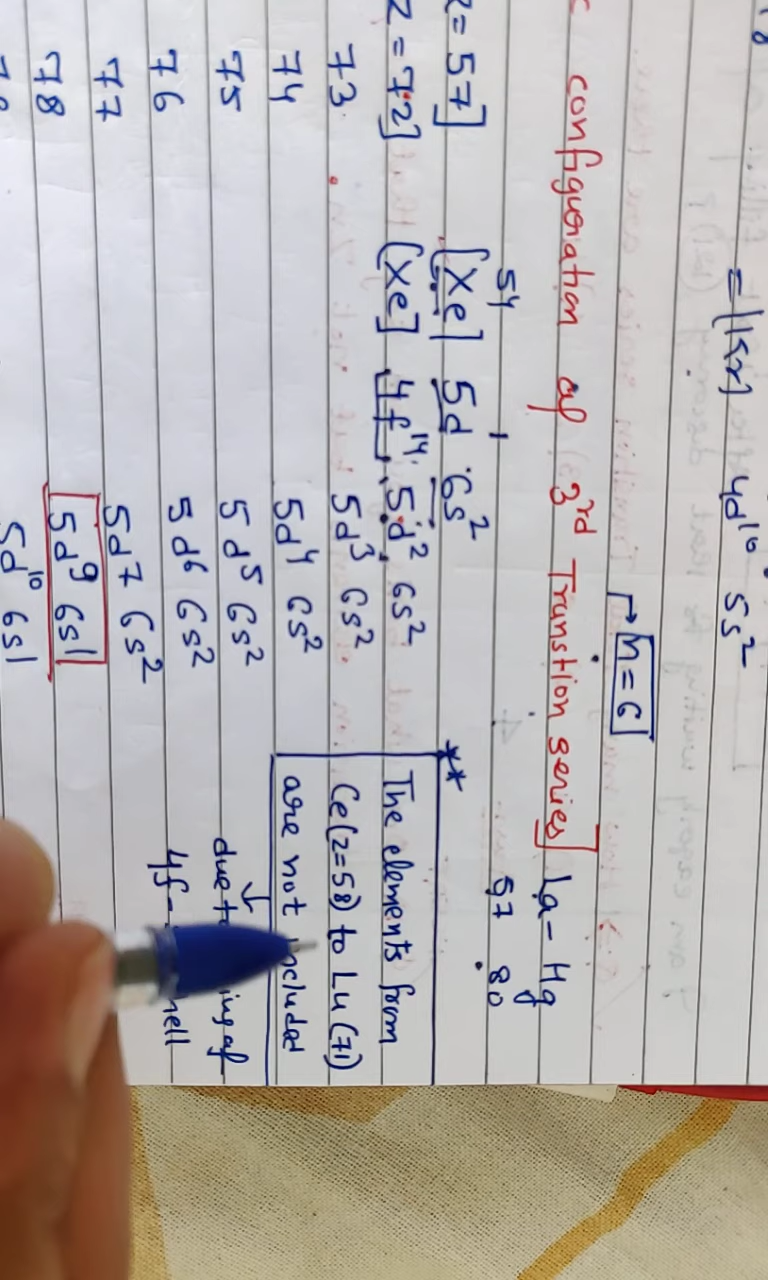 4d¹⁰ 5s²
→ n=6
configuration of 3rd Transtion series] La - Hg
57 80
= 57] 54[Xe] 5d¹ 6s²
Z = 72] [Xe] 4f¹⁴ 5d² 6s²
73 5d³ 6s²
74 5d⁴ 6s²
75 5d⁵ 6s²
76 5d⁶ 6s²
77 5d⁷ 6s²
78 5d⁹ 6s1
5d¹⁰ 6s1
** The elements from
Ce(z=58) to Lu(71)
are not included
due to
4f-